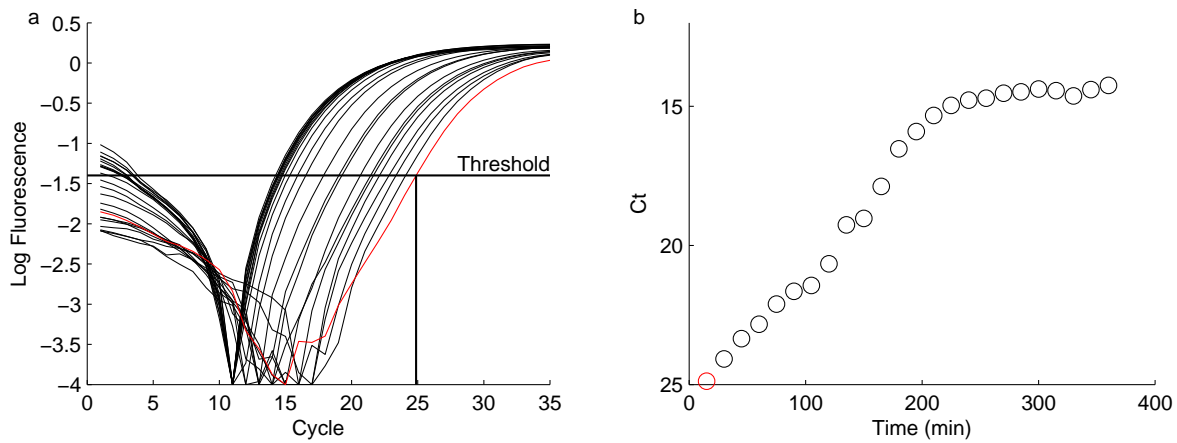 a
0.5
0
−0.5
−1
−1.5
−2
−2.5
−3
−3.5
−4
Log Fluorescence
Threshold
0 5 10 15 20 25 30 35
Cycle
b
15
20
25
Ct
0 100 200 300 400
Time (min)